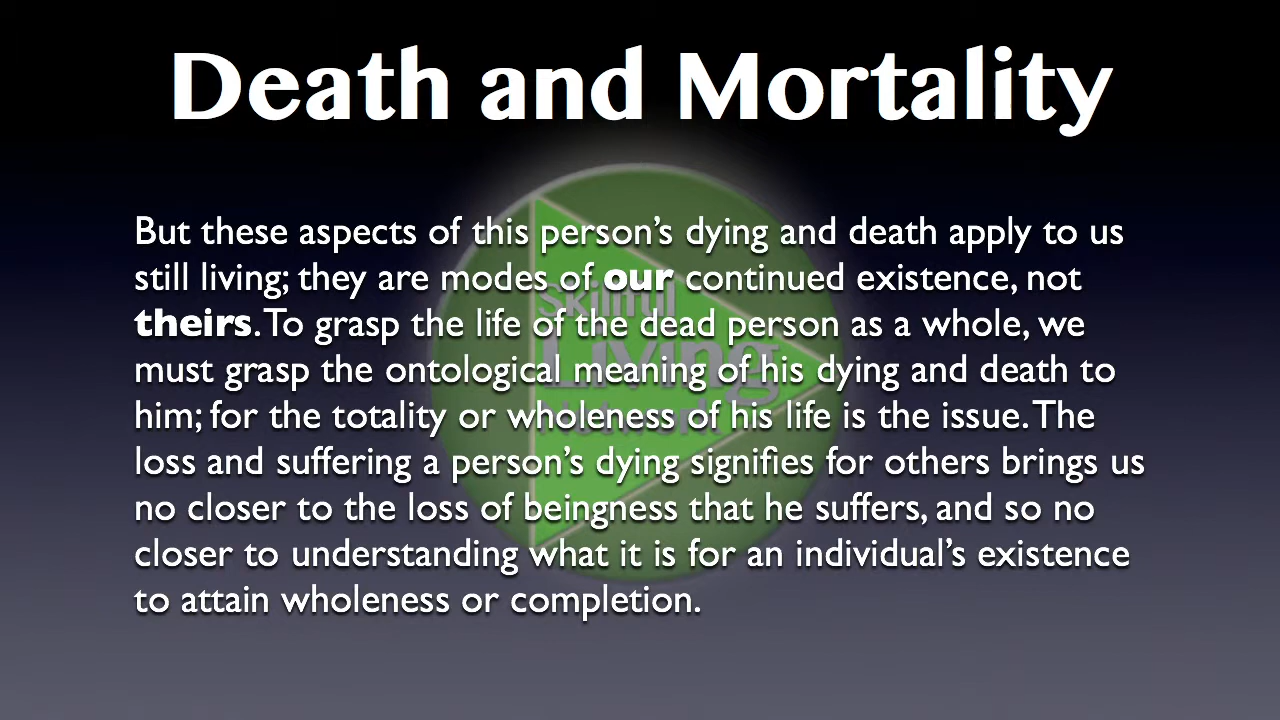 Death and Mortality
But these aspects of this person's dying and death apply to us
still living; they are modes of our continued existence, not
theirs. To grasp the life of the dead person as a whole, we
must grasp the ontological meaning of his dying and death to
him; for the totality or wholeness of his life is the issue. The
loss and suffering a person's dying signifies for others brings us
no closer to the loss of beingness that he suffers, and so no
closer to understanding what it is for an individual's existence
to attain wholeness or completion.
Skillful
Living
Network